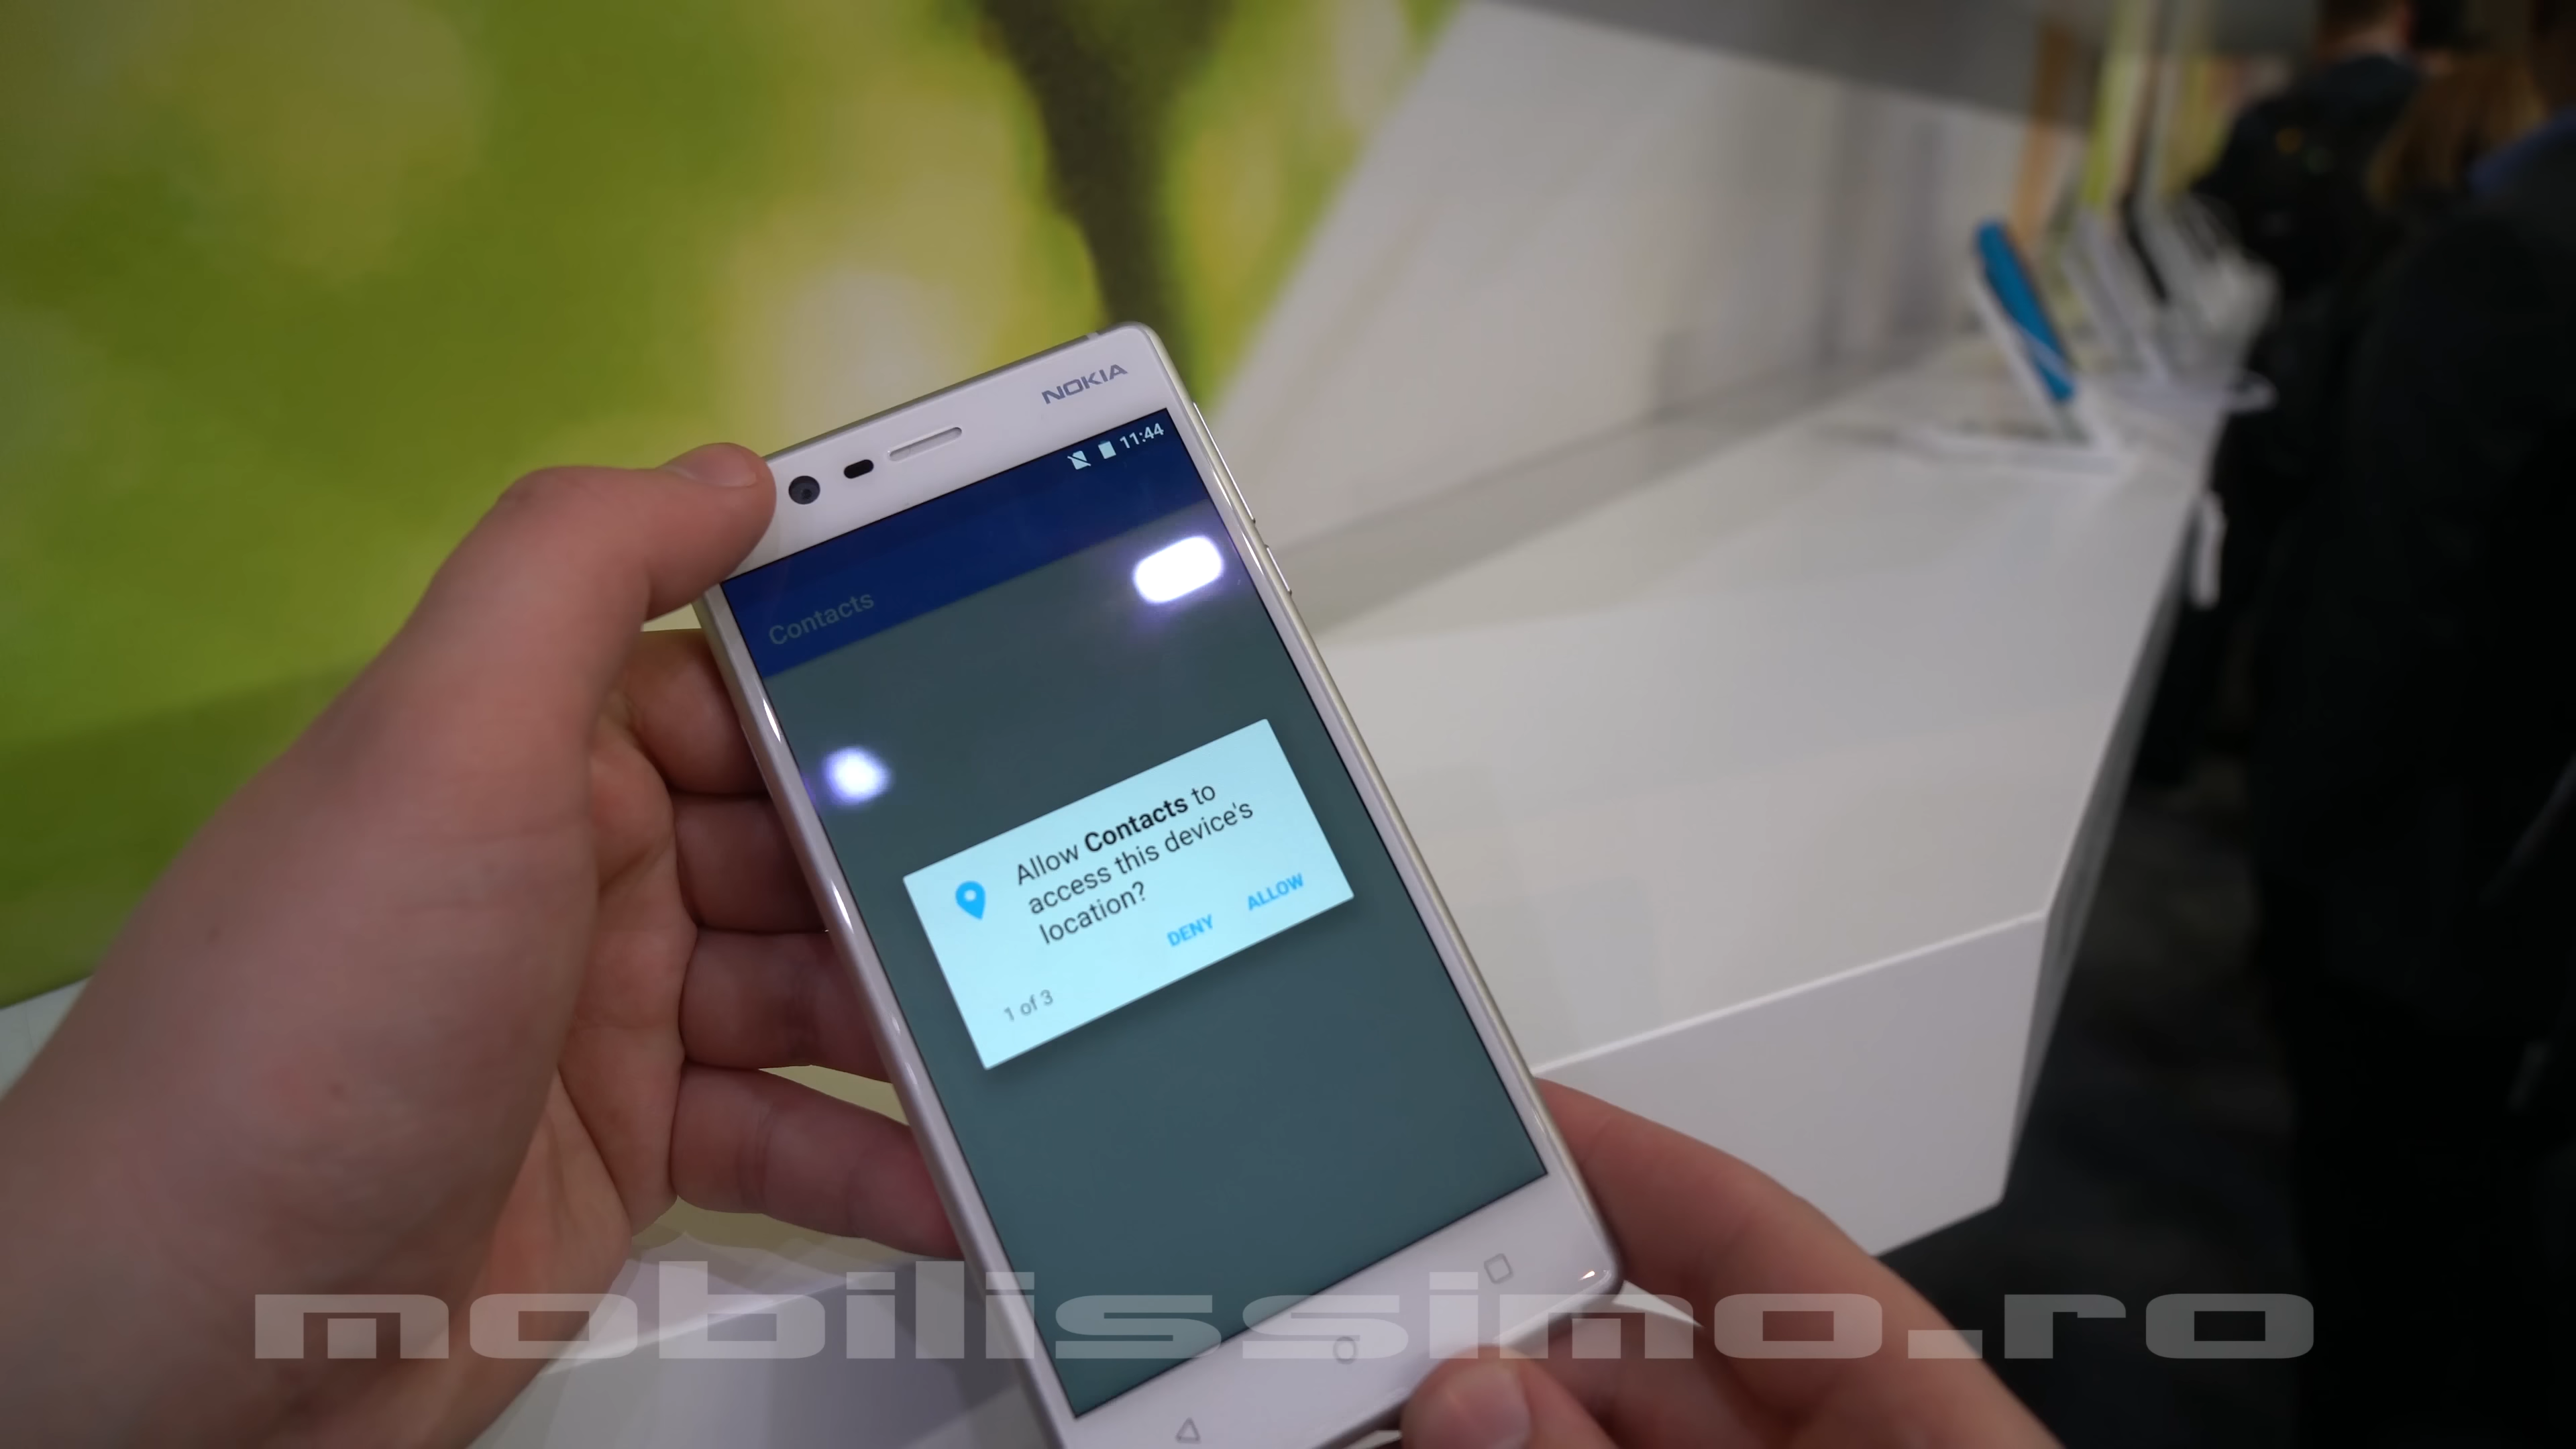 NOKIA
11:44
Contacts
Allow Contacts to
access this device's
location?
DENY ALLOW
1 of 3
mobilissimo.ro